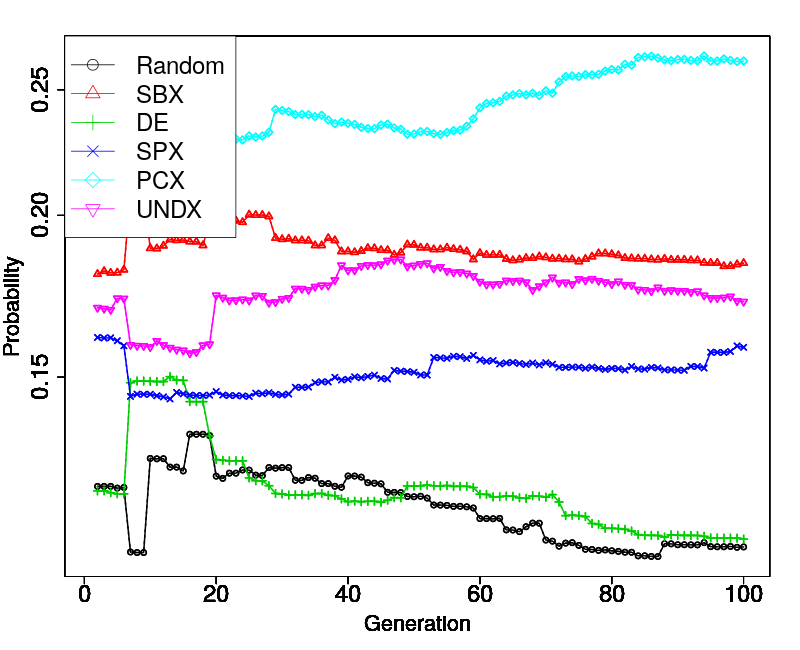 Random
SBX
DE
SPX
PCX
UNDX
0.25
0.20
0.15
Probability
0
20
40
60
80
100
Generation